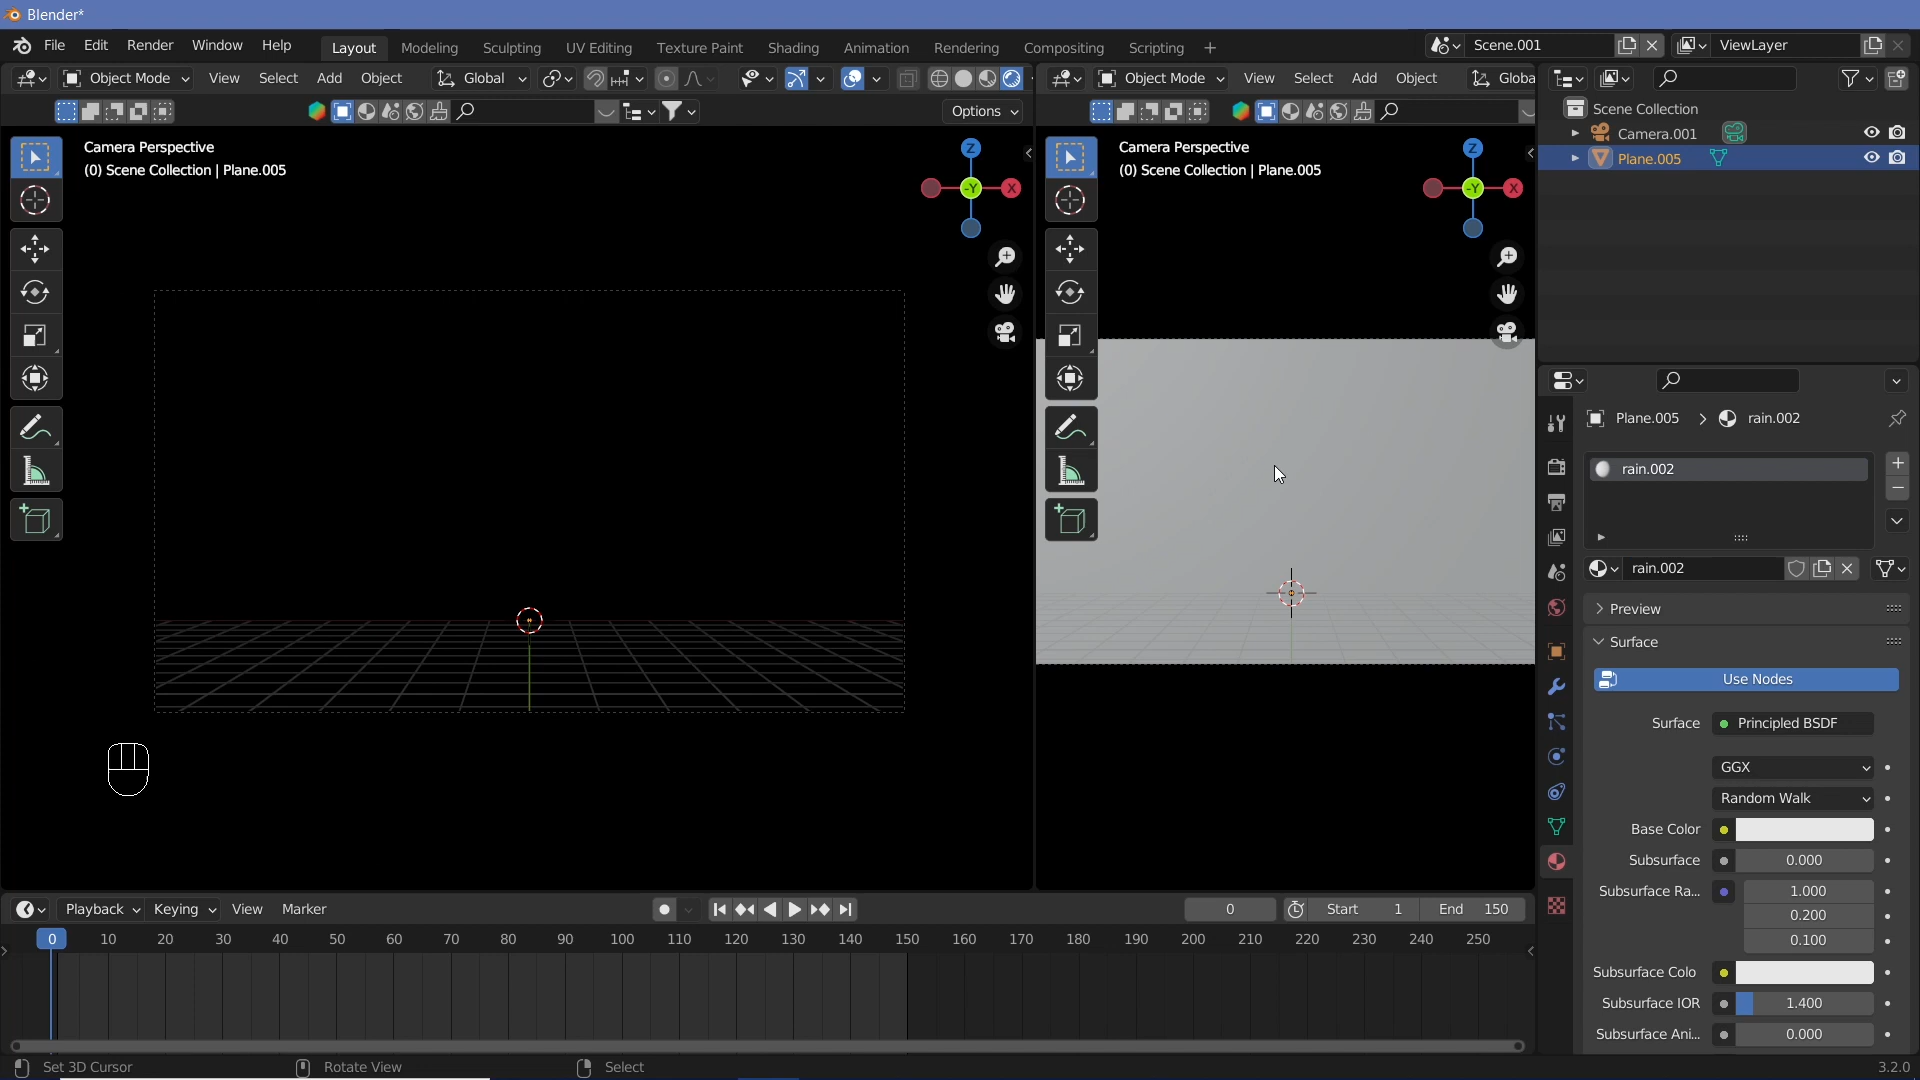 Blender*
File Edit Render Window Help Layout Modeling Sculpting UV Editing Texture Paint Shading Animation Rendering Compositing Scripting + Scene.001 ViewLayer
Object Mode View Select Add Object Global Object Mode View Select Add Object Globa
Options
Camera Perspective
(0) Scene Collection | Plane.005
Z
-Y
X
Camera Perspective
(0) Scene Collection | Plane.005
Z
-Y
X
Scene Collection
Camera.001
Plane.005
Plane.005 rain.002
rain.002
rain.002
Preview
Surface
Use Nodes
Surface Principled BSDF
GGX
Random Walk
Base Color
Subsurface 0.000
Subsurface Ra... 1.000
0.200
0.100
Subsurface Colo
Subsurface IOR 1.400
Subsurface Ani... 0.000
Playback Keying View Marker 0 Start 1 End 150
0 10 20 30 40 50 60 70 80 90 100 110 120 130 140 150 160 170 180 190 200 210 220 230 240 250
Set 3D Cursor Rotate View Select 3.2.0